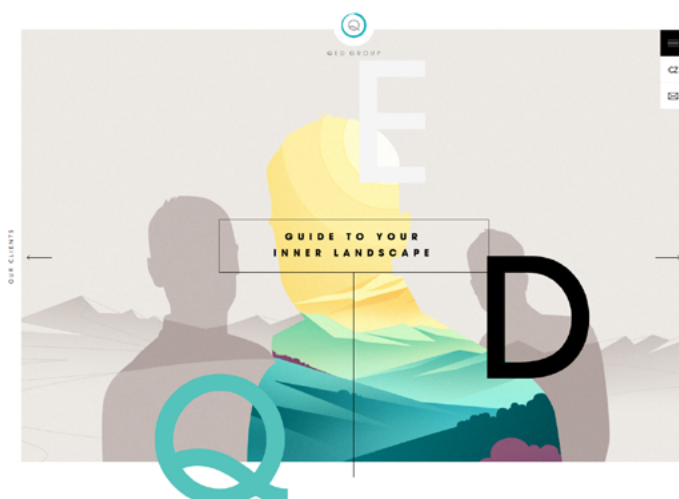 Q
QED GROUP
E
CZ
GUIDE TO YOUR
INNER LANDSCAPE
OUR CLIENTS
D
Q